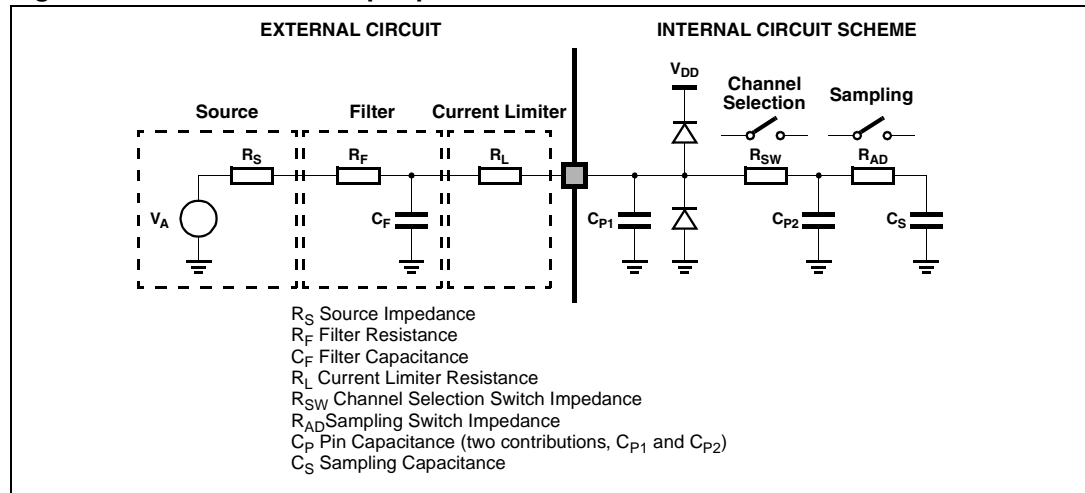 EXTERNAL CIRCUIT
INTERNAL CIRCUIT SCHEME
VDD
Channel
Selection
Sampling
Source
Filter
Current Limiter
RS
RF
RL
RSW
RAD
VA
CF
CP1
CP2
CS
RS Source Impedance
RF Filter Resistance
CF Filter Capacitance
RL Current Limiter Resistance
RSW Channel Selection Switch Impedance
RADSampling Switch Impedance
CP Pin Capacitance (two contributions, CP1 and CP2)
CS Sampling Capacitance